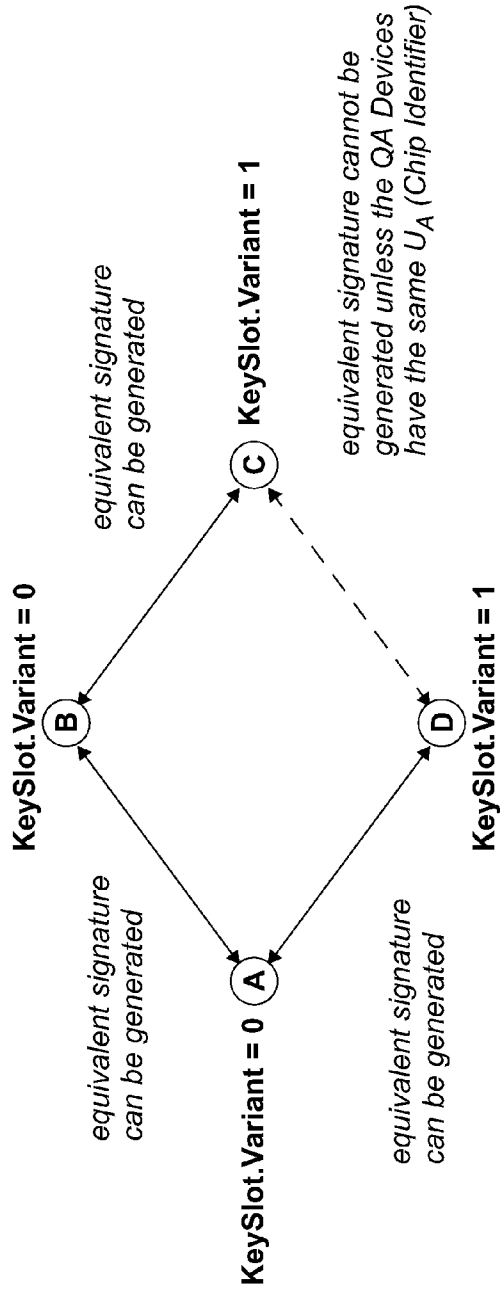 KeySlot.Variant = 0
B
equivalent signature
can be generated
equivalent signature
can be generated
KeySlot.Variant = 0
A
C
KeySlot.Variant = 1
equivalent signature
can be generated
D
KeySlot.Variant = 1
equivalent signature cannot be
generated unless the QA Devices
have the same U_A (Chip Identifier)